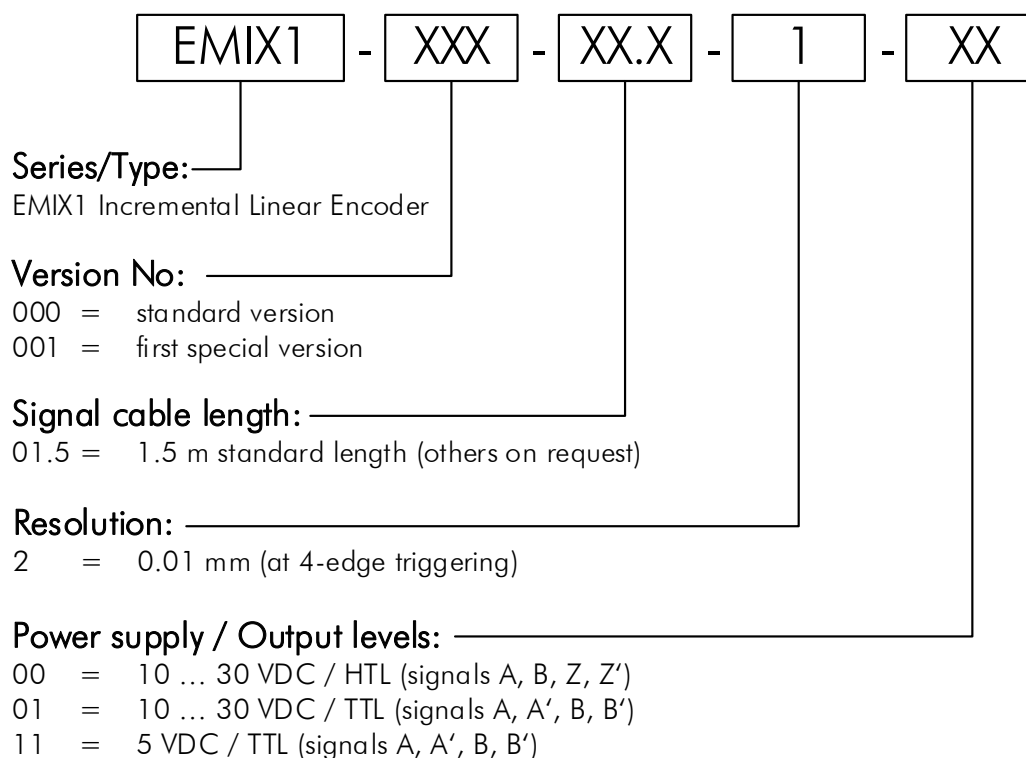 EMIX1 - XXX - XX.X - 1 - XX
Series/Type:
EMIX1 Incremental Linear Encoder
Version No:
000 = standard version
001 = first special version
Signal cable length:
01.5 = 1.5 m standard length (others on request)
Resolution:
2 = 0.01 mm (at 4-edge triggering)
Power supply / Output levels:
00 = 10 ... 30 VDC / HTL (signals A, B, Z, Z‘)
01 = 10 ... 30 VDC / TTL (signals A, A‘, B, B‘)
11 = 5 VDC / TTL (signals A, A‘, B, B‘)